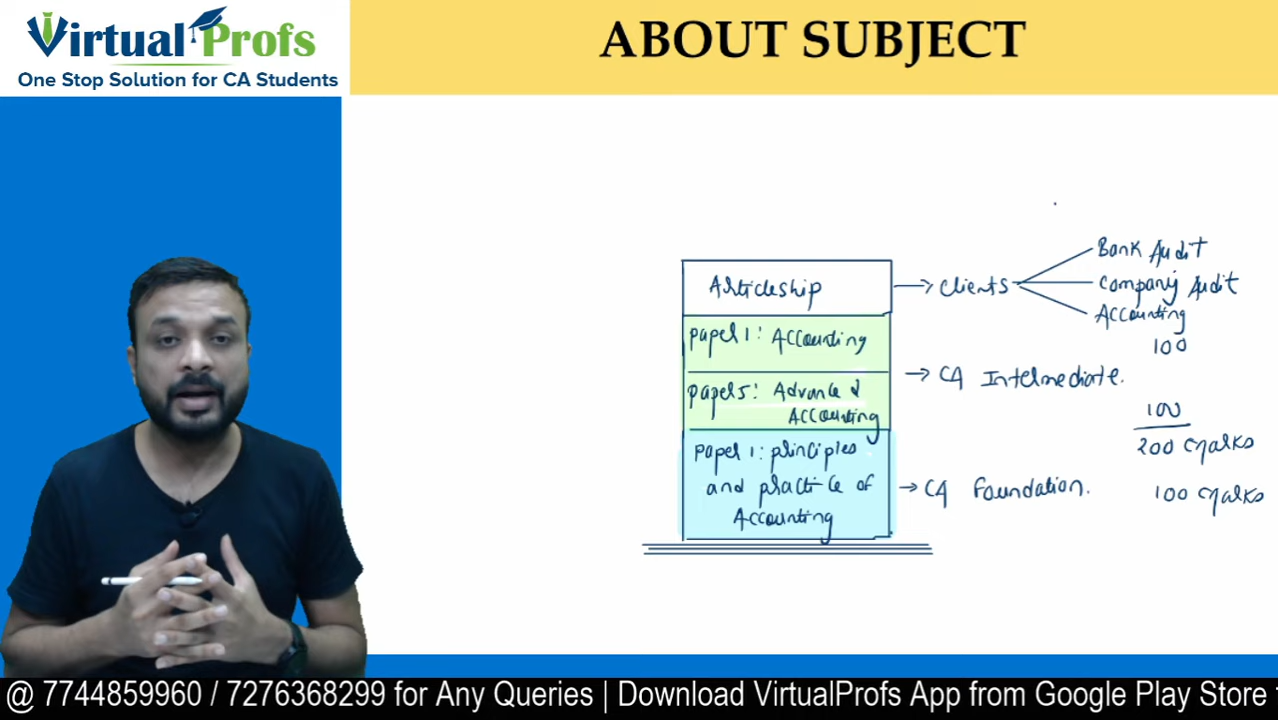 Virtual Profs
One Stop Solution for CA Students
ABOUT SUBJECT
Articleship → Clients
Bank Audit
Company Audit
Accounting
100
Paper 1: Accounting
→ CA Intermediate.
Paper 5: Advance d
Accounting
100
200 Marks
Paper 1: principles
and practice of
Accounting
→ CA Foundation.
100 Marks
@ 7744859960 / 7276368299 for Any Queries | Download VirtualProfs App from Google Play Store